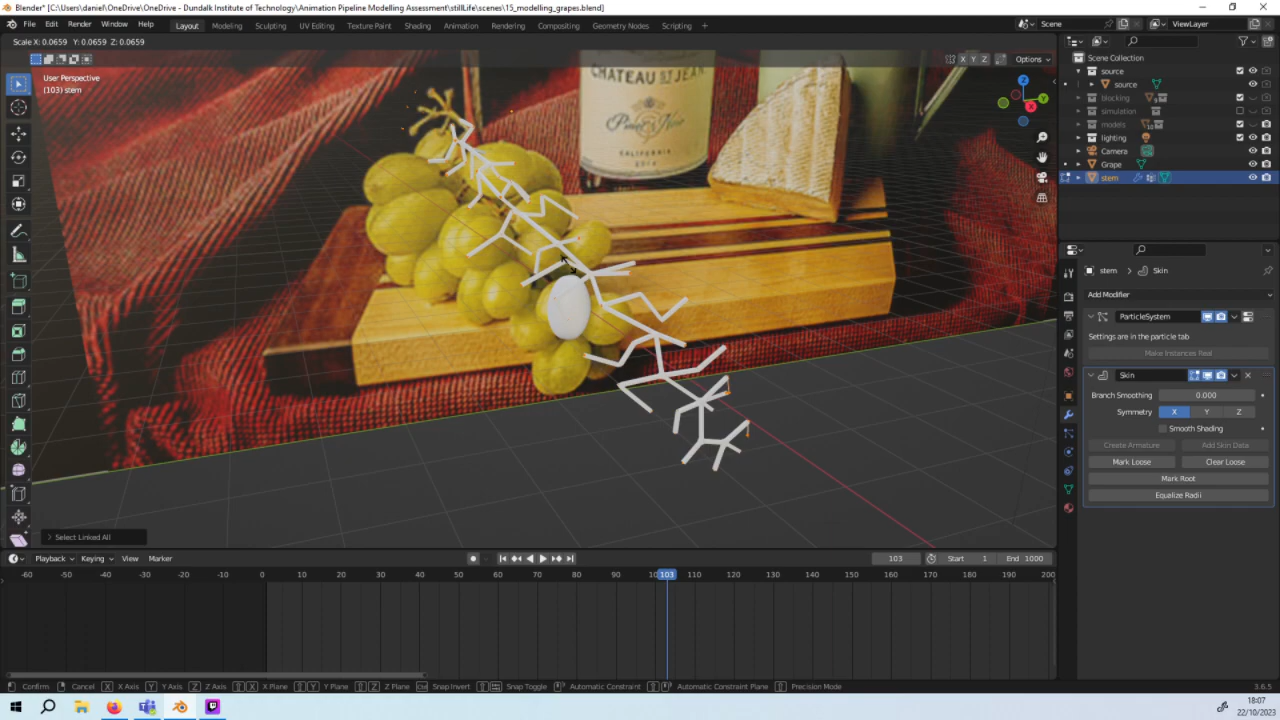 Blender* [C:\Users\daniel\OneDrive\OneDrive - Dundalk Institute of Technology\Animation Pipeline Modelling Assessment\stillLife\scenes\15_modelling_grapes.blend]
File Edit Render Window Help Layout Modeling Sculpting UV Editing Texture Paint Shading Animation Rendering Compositing Geometry Nodes Scripting + Scene ViewLayer
Scale X: 0.0659 Y: 0.0659 Z: 0.0659
X Y Z Options
User Perspective
(103) stem
CHATEAU ST JEAN
Pinot Noir
CALIFORNIA
Z
Y
X
Scene Collection
source
source
blocking
simulation
models
lighting
Camera
Grape
stem
stem > Skin
Add Modifier
ParticleSystem
Settings are in the particle tab
Make Instances Real
Skin
Branch Smoothing 0.000
Symmetry X Y Z
Smooth Shading
Create Armature Add Skin Data
Mark Loose Clear Loose
Mark Root
Equalize Radii
> Select Linked All
Playback Keying View Marker 103 Start 1 End 1000
-60 -50 -40 -30 -20 -10 0 10 20 30 40 50 60 70 80 90 103 110 120 130 140 150 160 170 180 190 200
Confirm Cancel X X Axis Y Y Axis Z Z Axis X X Plane Y Y Plane Z Z Plane Ctrl Snap Invert Snap Toggle Automatic Constraint Automatic Constraint Plane Precision Mode 3.6.5
18:07
22/10/2023